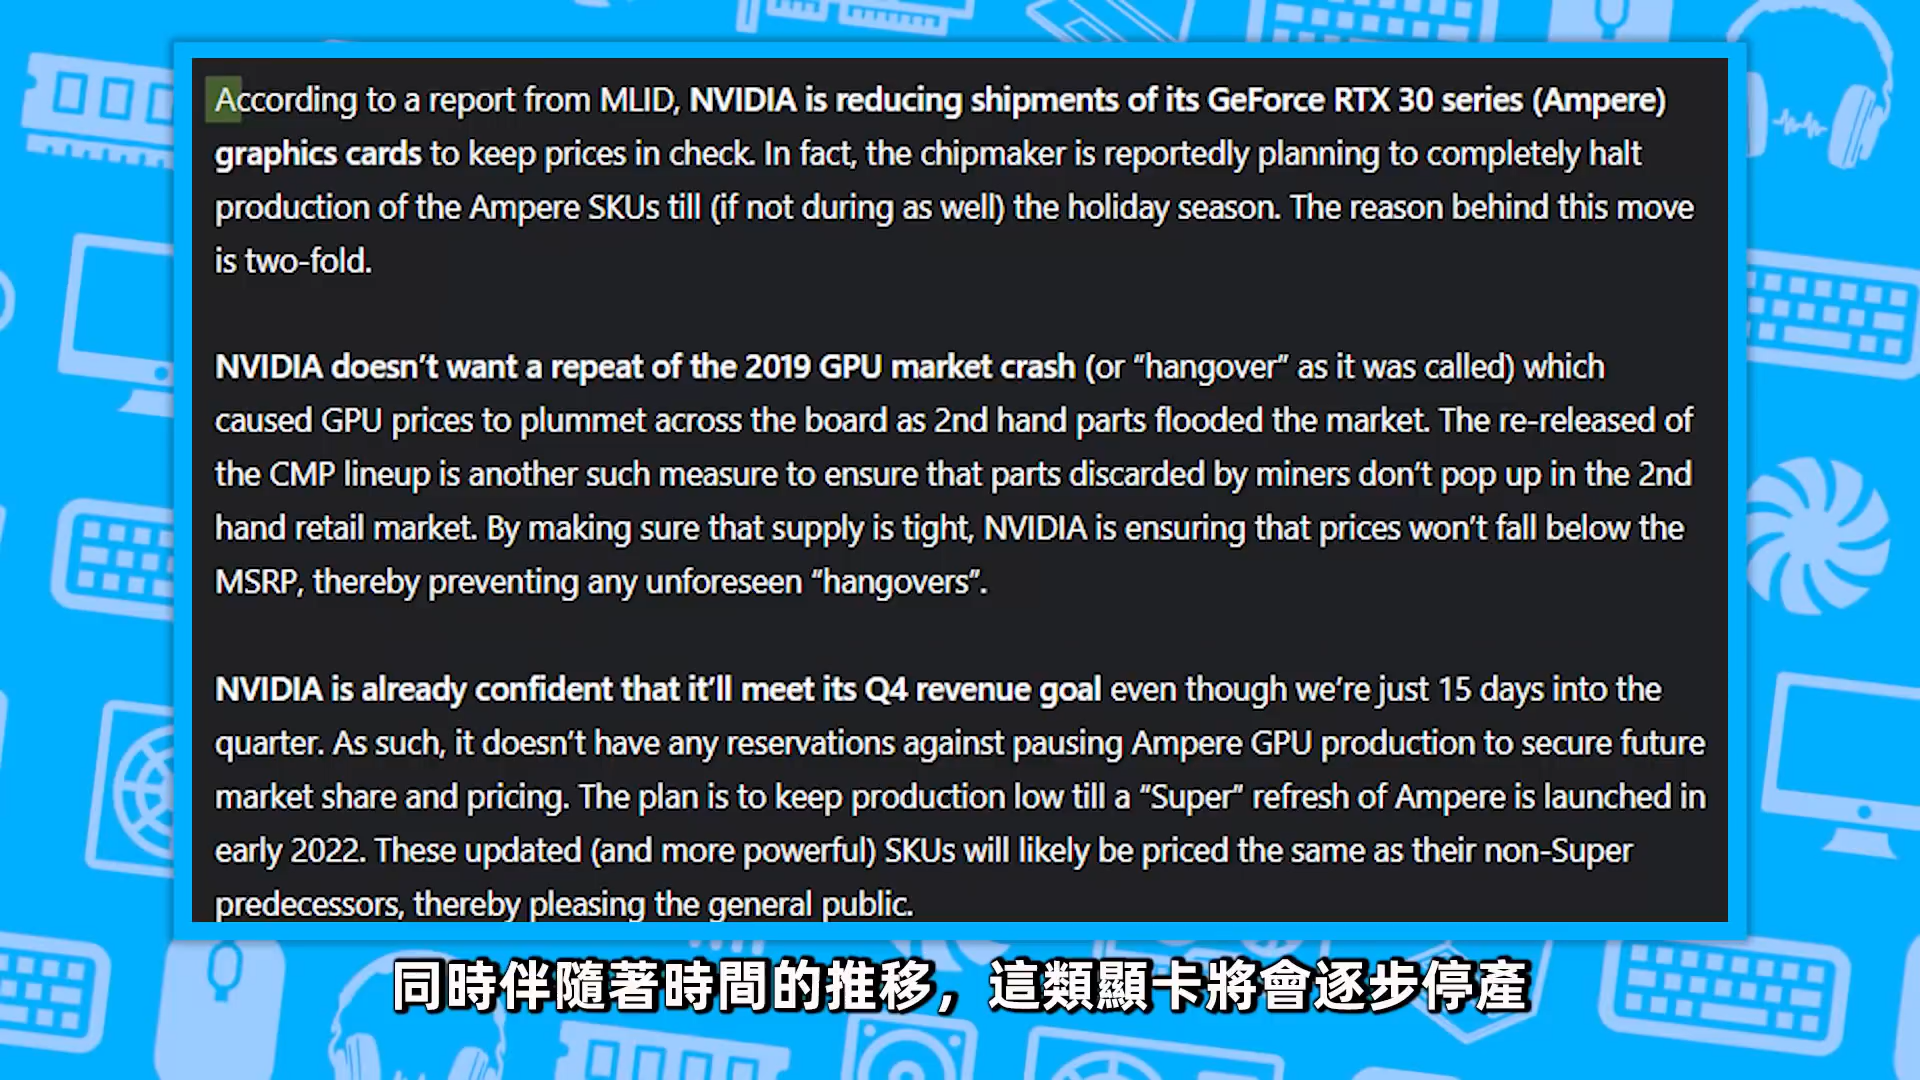 According to a report from MLID, NVIDIA is reducing shipments of its GeForce RTX 30 series (Ampere)
graphics cards to keep prices in check. In fact, the chipmaker is reportedly planning to completely halt
production of the Ampere SKUs till (if not during as well) the holiday season. The reason behind this move
is two-fold.
NVIDIA doesn’t want a repeat of the 2019 GPU market crash (or “hangover” as it was called) which
caused GPU prices to plummet across the board as 2nd hand parts flooded the market. The re-released of
the CMP lineup is another such measure to ensure that parts discarded by miners don’t pop up in the 2nd
hand retail market. By making sure that supply is tight, NVIDIA is ensuring that prices won’t fall below the
MSRP, thereby preventing any unforeseen “hangovers”.
NVIDIA is already confident that it’ll meet its Q4 revenue goal even though we’re just 15 days into the
quarter. As such, it doesn’t have any reservations against pausing Ampere GPU production to secure future
market share and pricing. The plan is to keep production low till a “Super” refresh of Ampere is launched in
early 2022. These updated (and more powerful) SKUs will likely be priced the same as their non-Super
predecessors, thereby pleasing the general public.
同時伴隨著時間的推移，這類顯卡將會逐步停產